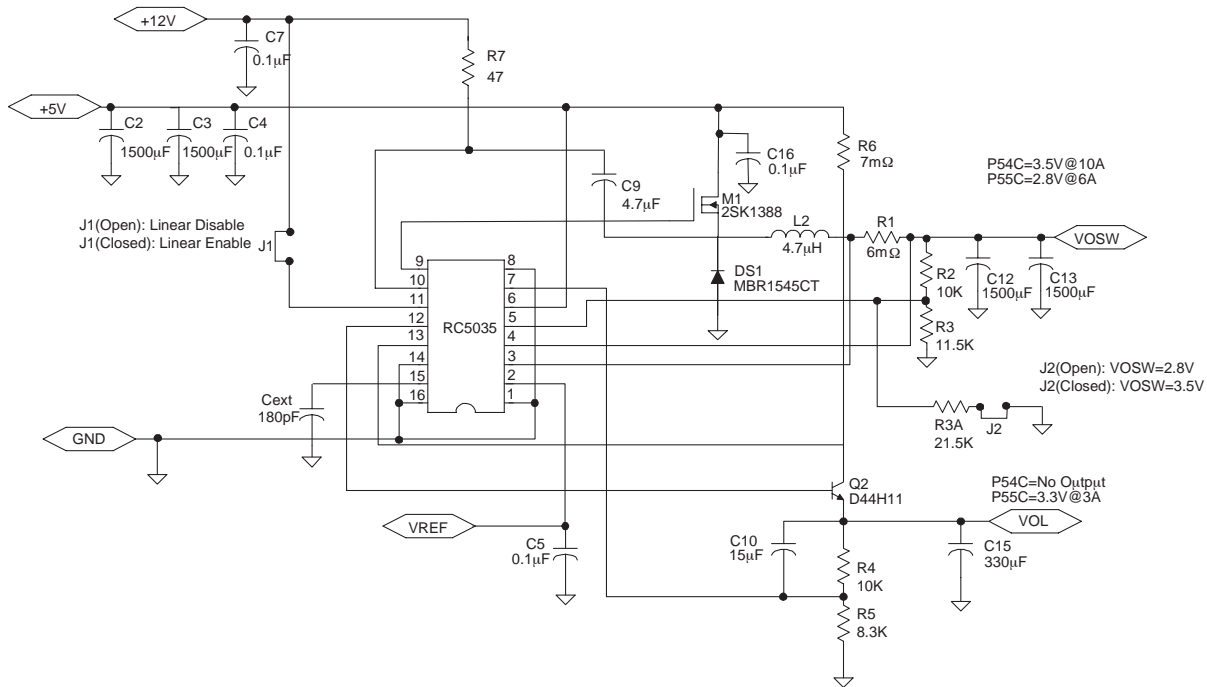 +12V
C7
0.1µF
R7
47
+5V
C2
1500µF
C3
1500µF
C4
0.1µF
C16
0.1µF
R6
7mΩ
P54C=3.5V@10A
P55C=2.8V@6A
C9
4.7µF
M1
2SK1388
J1(Open): Linear Disable
J1(Closed): Linear Enable
J1
L2
4.7µH
R1
6mΩ
VOSW
DS1
MBR1545CT
R2
10K
C12
1500µF
C13
1500µF
9
10
11
12
13
14
15
16
RC5035
8
7
6
5
4
3
2
1
R3
11.5K
J2(Open): VOSW=2.8V
J2(Closed): VOSW=3.5V
Cext
180pF
R3A
21.5K
J2
GND
Q2
D44H11
P54C=No Output
P55C=3.3V@3A
VREF
VOL
C5
0.1µF
C10
15µF
C15
330µF
R4
10K
R5
8.3K